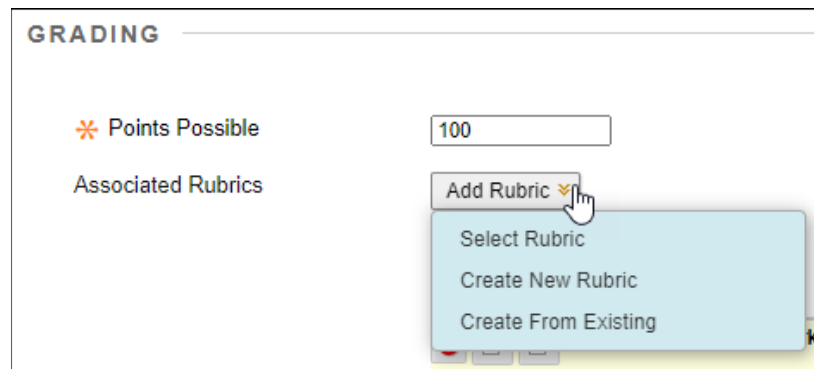 GRADING
Points Possible
100
Associated Rubrics
Add Rubric
Select Rubric
Create New Rubric
Create From Existing